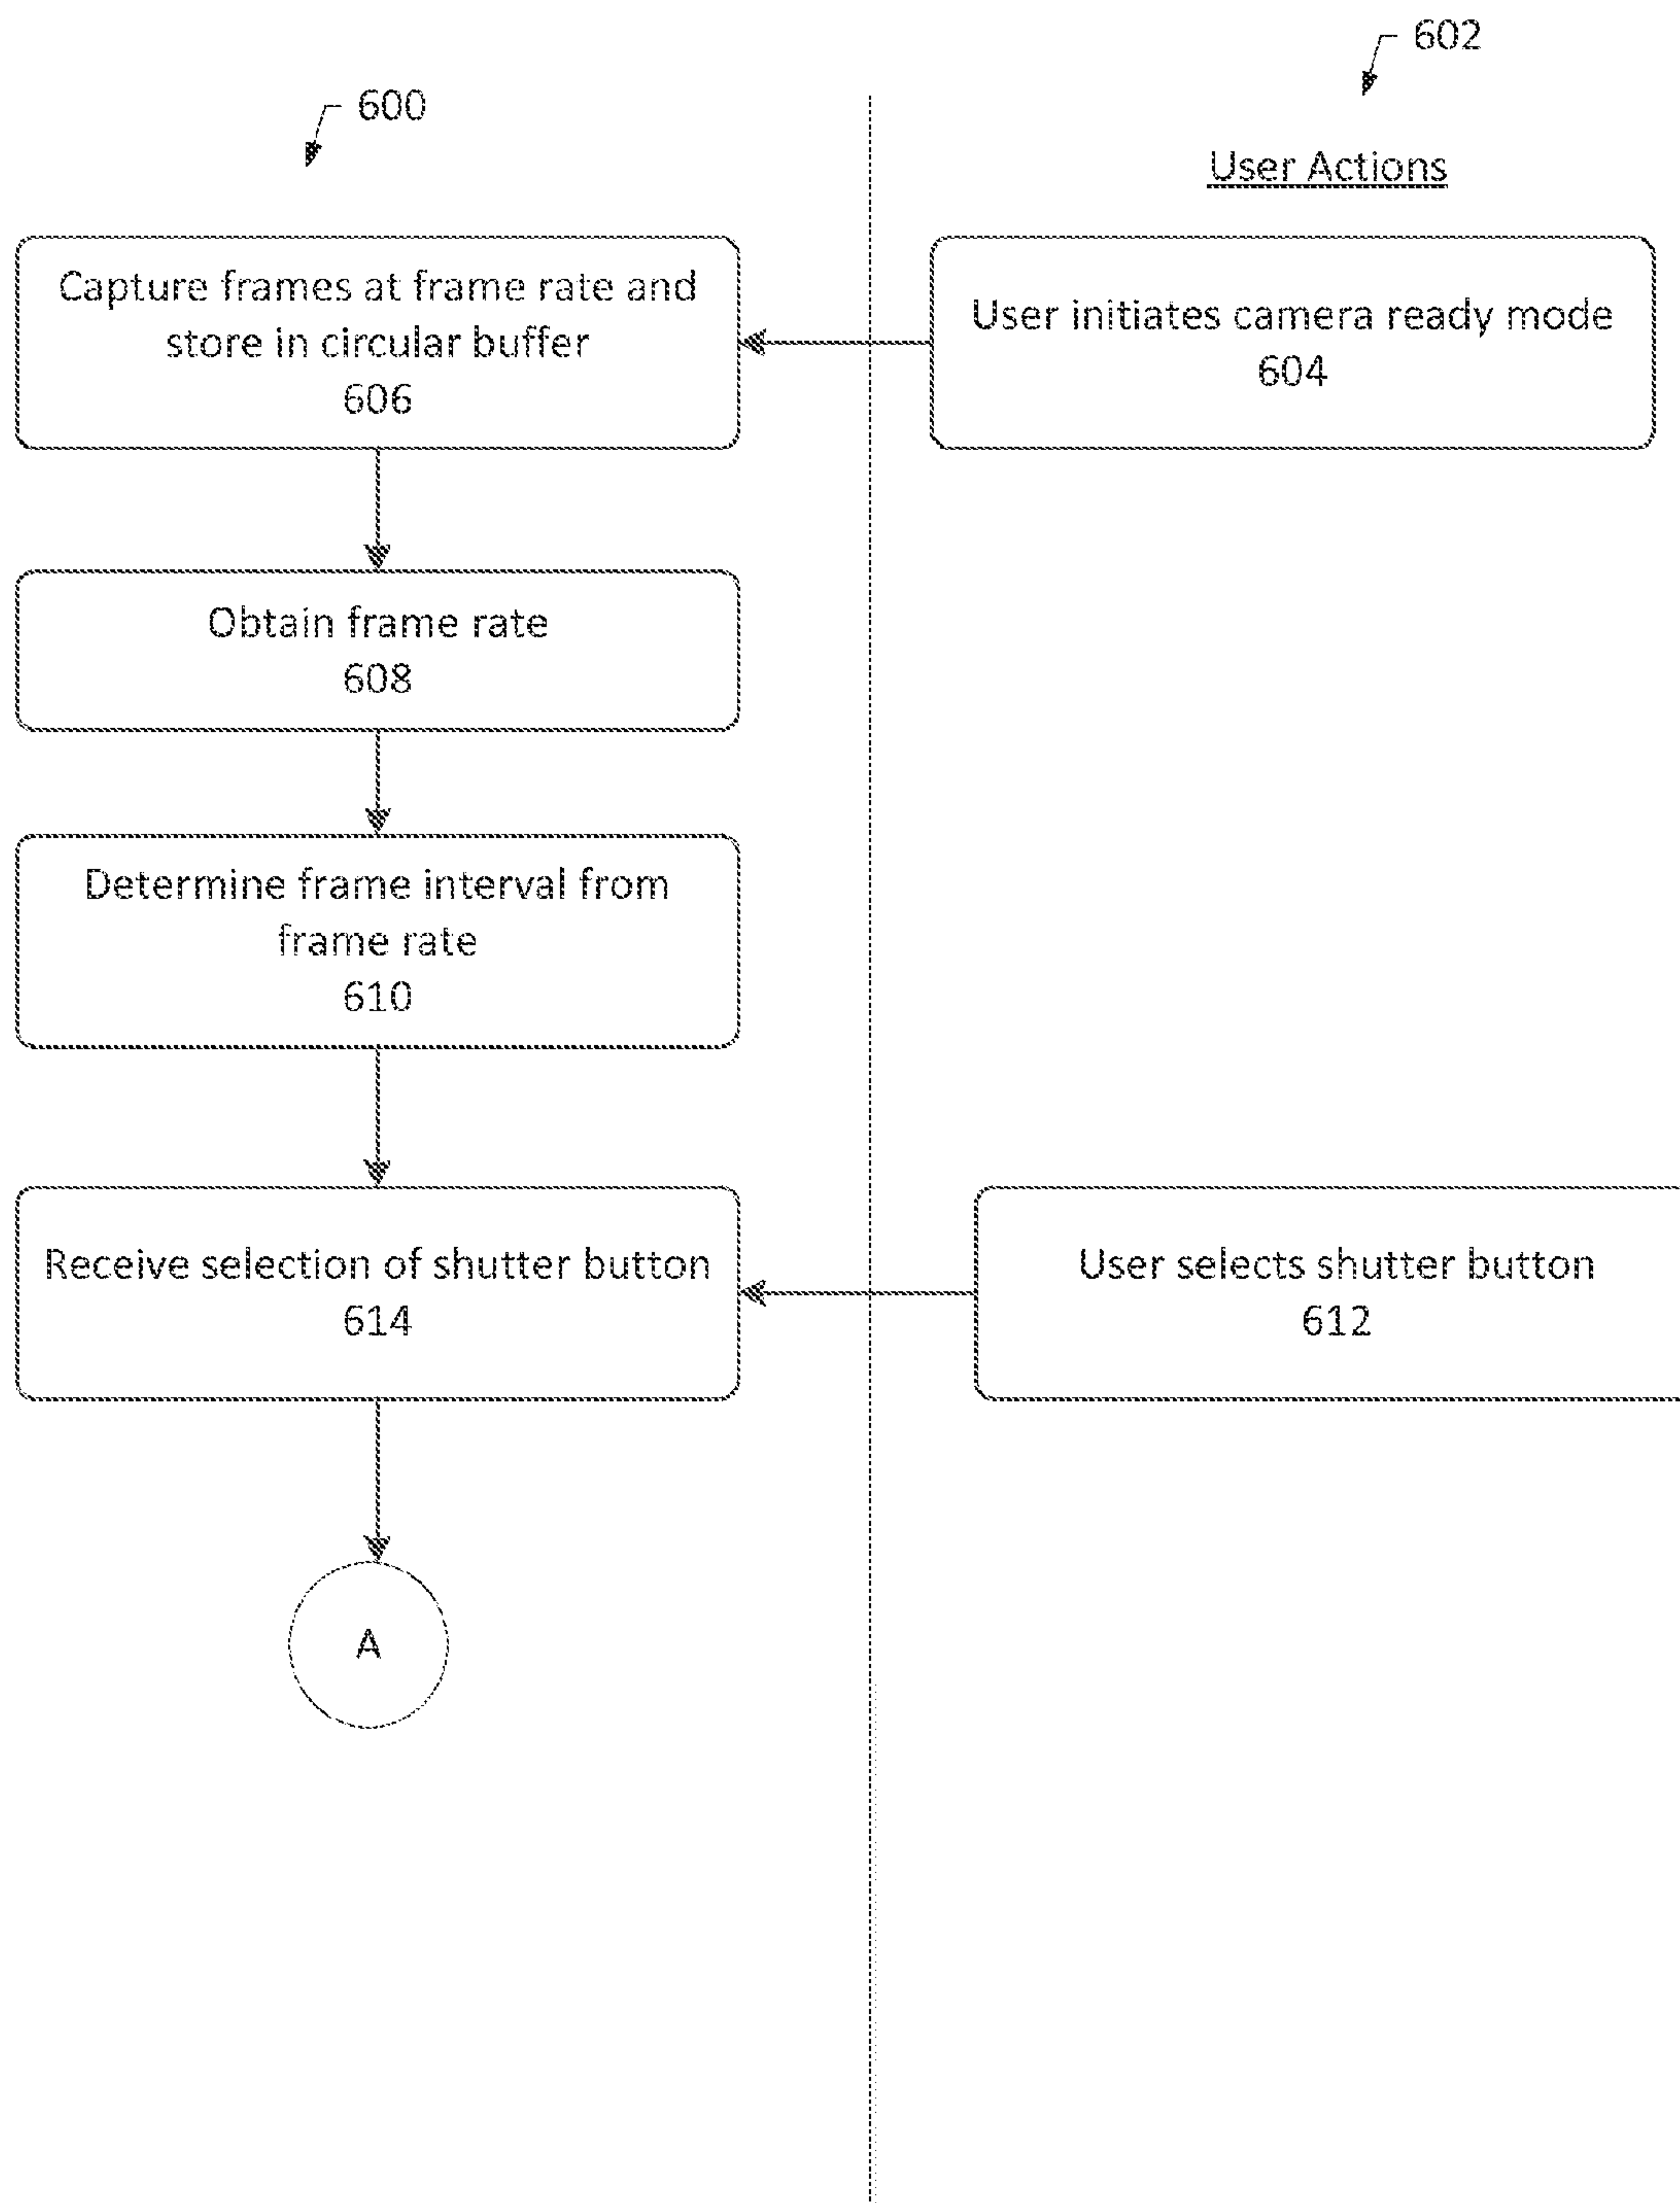 602
600
User Actions
Capture frames at frame rate and
store in circular buffer
606
User initiates camera ready mode
604
Obtain frame rate
608
Determine frame interval from
frame rate
610
Receive selection of shutter button
614
User selects shutter button
612
A